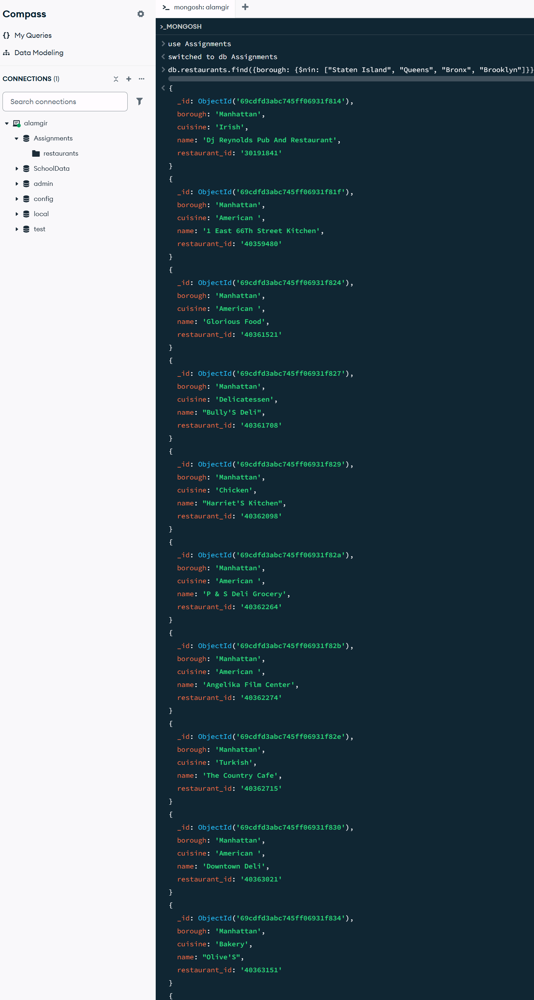 Compass
My Queries
Data Modeling
CONNECTIONS (1)
Search connections
alamgir
Assignments
restaurants
SchoolData
admin
config
local
test
mongosh: alamgir
>_MONGOSH
> use Assignments
< switched to db Assignments
> db.restaurants.find({borough: {$nin: ["Staten Island", "Queens", "Bronx", "Brooklyn"]}}
< {
_id: ObjectId('69cdfd3abc745ff06931f814'),
borough: 'Manhattan',
cuisine: 'Irish',
name: 'Dj Reynolds Pub And Restaurant',
restaurant_id: '30191841'
}
{
_id: ObjectId('69cdfd3abc745ff06931f81f'),
borough: 'Manhattan',
cuisine: 'American ',
name: '1 East 66Th Street Kitchen',
restaurant_id: '40359480'
}
{
_id: ObjectId('69cdfd3abc745ff06931f824'),
borough: 'Manhattan',
cuisine: 'American ',
name: 'Glorious Food',
restaurant_id: '40361521'
}
{
_id: ObjectId('69cdfd3abc745ff06931f827'),
borough: 'Manhattan',
cuisine: 'Delicatessen',
name: "Bully'S Deli",
restaurant_id: '40361708'
}
{
_id: ObjectId('69cdfd3abc745ff06931f829'),
borough: 'Manhattan',
cuisine: 'Chicken',
name: "Harriet'S Kitchen",
restaurant_id: '40362098'
}
{
_id: ObjectId('69cdfd3abc745ff06931f82a'),
borough: 'Manhattan',
cuisine: 'American ',
name: 'P & S Deli Grocery',
restaurant_id: '40362264'
}
{
_id: ObjectId('69cdfd3abc745ff06931f82b'),
borough: 'Manhattan',
cuisine: 'American ',
name: 'Angelika Film Center',
restaurant_id: '40362274'
}
{
_id: ObjectId('69cdfd3abc745ff06931f82e'),
borough: 'Manhattan',
cuisine: 'Turkish',
name: 'The Country Cafe',
restaurant_id: '40362715'
}
{
_id: ObjectId('69cdfd3abc745ff06931f830'),
borough: 'Manhattan',
cuisine: 'American ',
name: 'Downtown Deli',
restaurant_id: '40363021'
}
{
_id: ObjectId('69cdfd3abc745ff06931f834'),
borough: 'Manhattan',
cuisine: 'Bakery',
name: "Olive'S",
restaurant_id: '40363151'
}
{